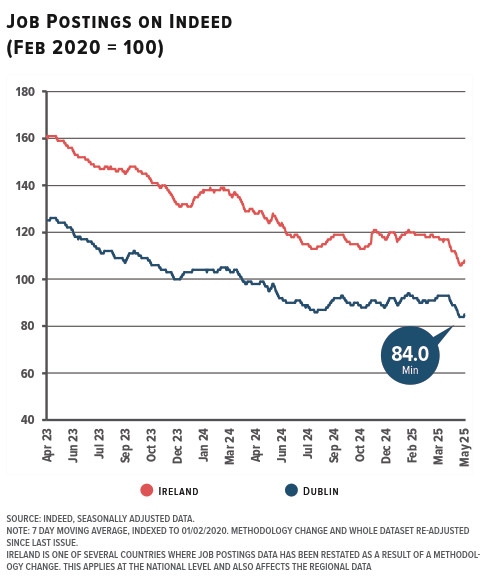 Job Postings on Indeed
(Feb 2020 = 100)
180
160
140
120
100
80
60
40
84.0
Min
Apr 23
Jun 23
Jul 23
Sep 23
Oct 23
Dec 23
Jan 24
Mar 24
Apr 24
Jun 24
Jul 24
Sep 24
Oct 24
Dec 24
Feb 25
Mar 25
May 25
Ireland
Dublin
SOURCE: INDEED, SEASONALLY ADJUSTED DATA.
NOTE: 7 DAY MOVING AVERAGE, INDEXED TO 01/02/2020. METHODOLOGY CHANGE AND WHOLE DATASET RE-ADJUSTED
SINCE LAST ISSUE.
IRELAND IS ONE OF SEVERAL COUNTRIES WHERE JOB POSTINGS DATA HAS BEEN RESTATED AS A RESULT OF A METHODOL-
OGY CHANGE. THIS APPLIES AT THE NATIONAL LEVEL AND ALSO AFFECTS THE REGIONAL DATA